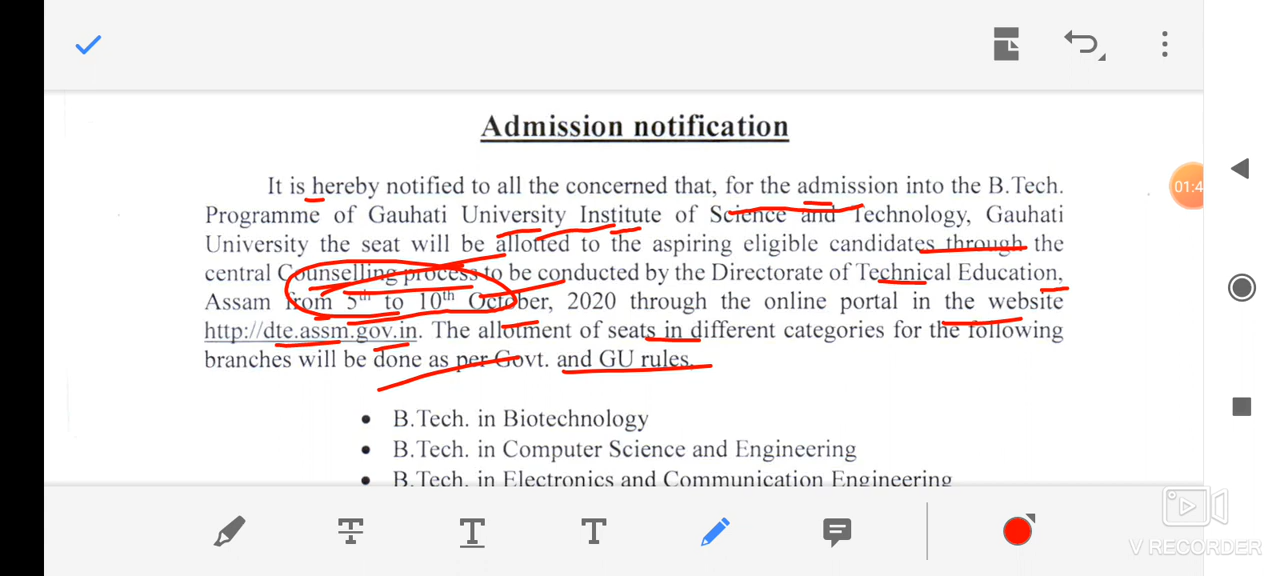 Admission notification
It is hereby notified to all the concerned that, for the admission into the B.Tech.
Programme of Gauhati University Institute of Science and Technology, Gauhati
University the seat will be allotted to the aspiring eligible candidates through the
central Counselling process to be conducted by the Directorate of Technical Education,
Assam from 5th to 10th October, 2020 through the online portal in the website
http://dte.assm.gov.in. The allotment of seats in different categories for the following
branches will be done as per Govt. and GU rules.
• B.Tech. in Biotechnology
• B.Tech. in Computer Science and Engineering
• B.Tech. in Electronics and Communication Engineering
01:4
T T T
V RECORDER